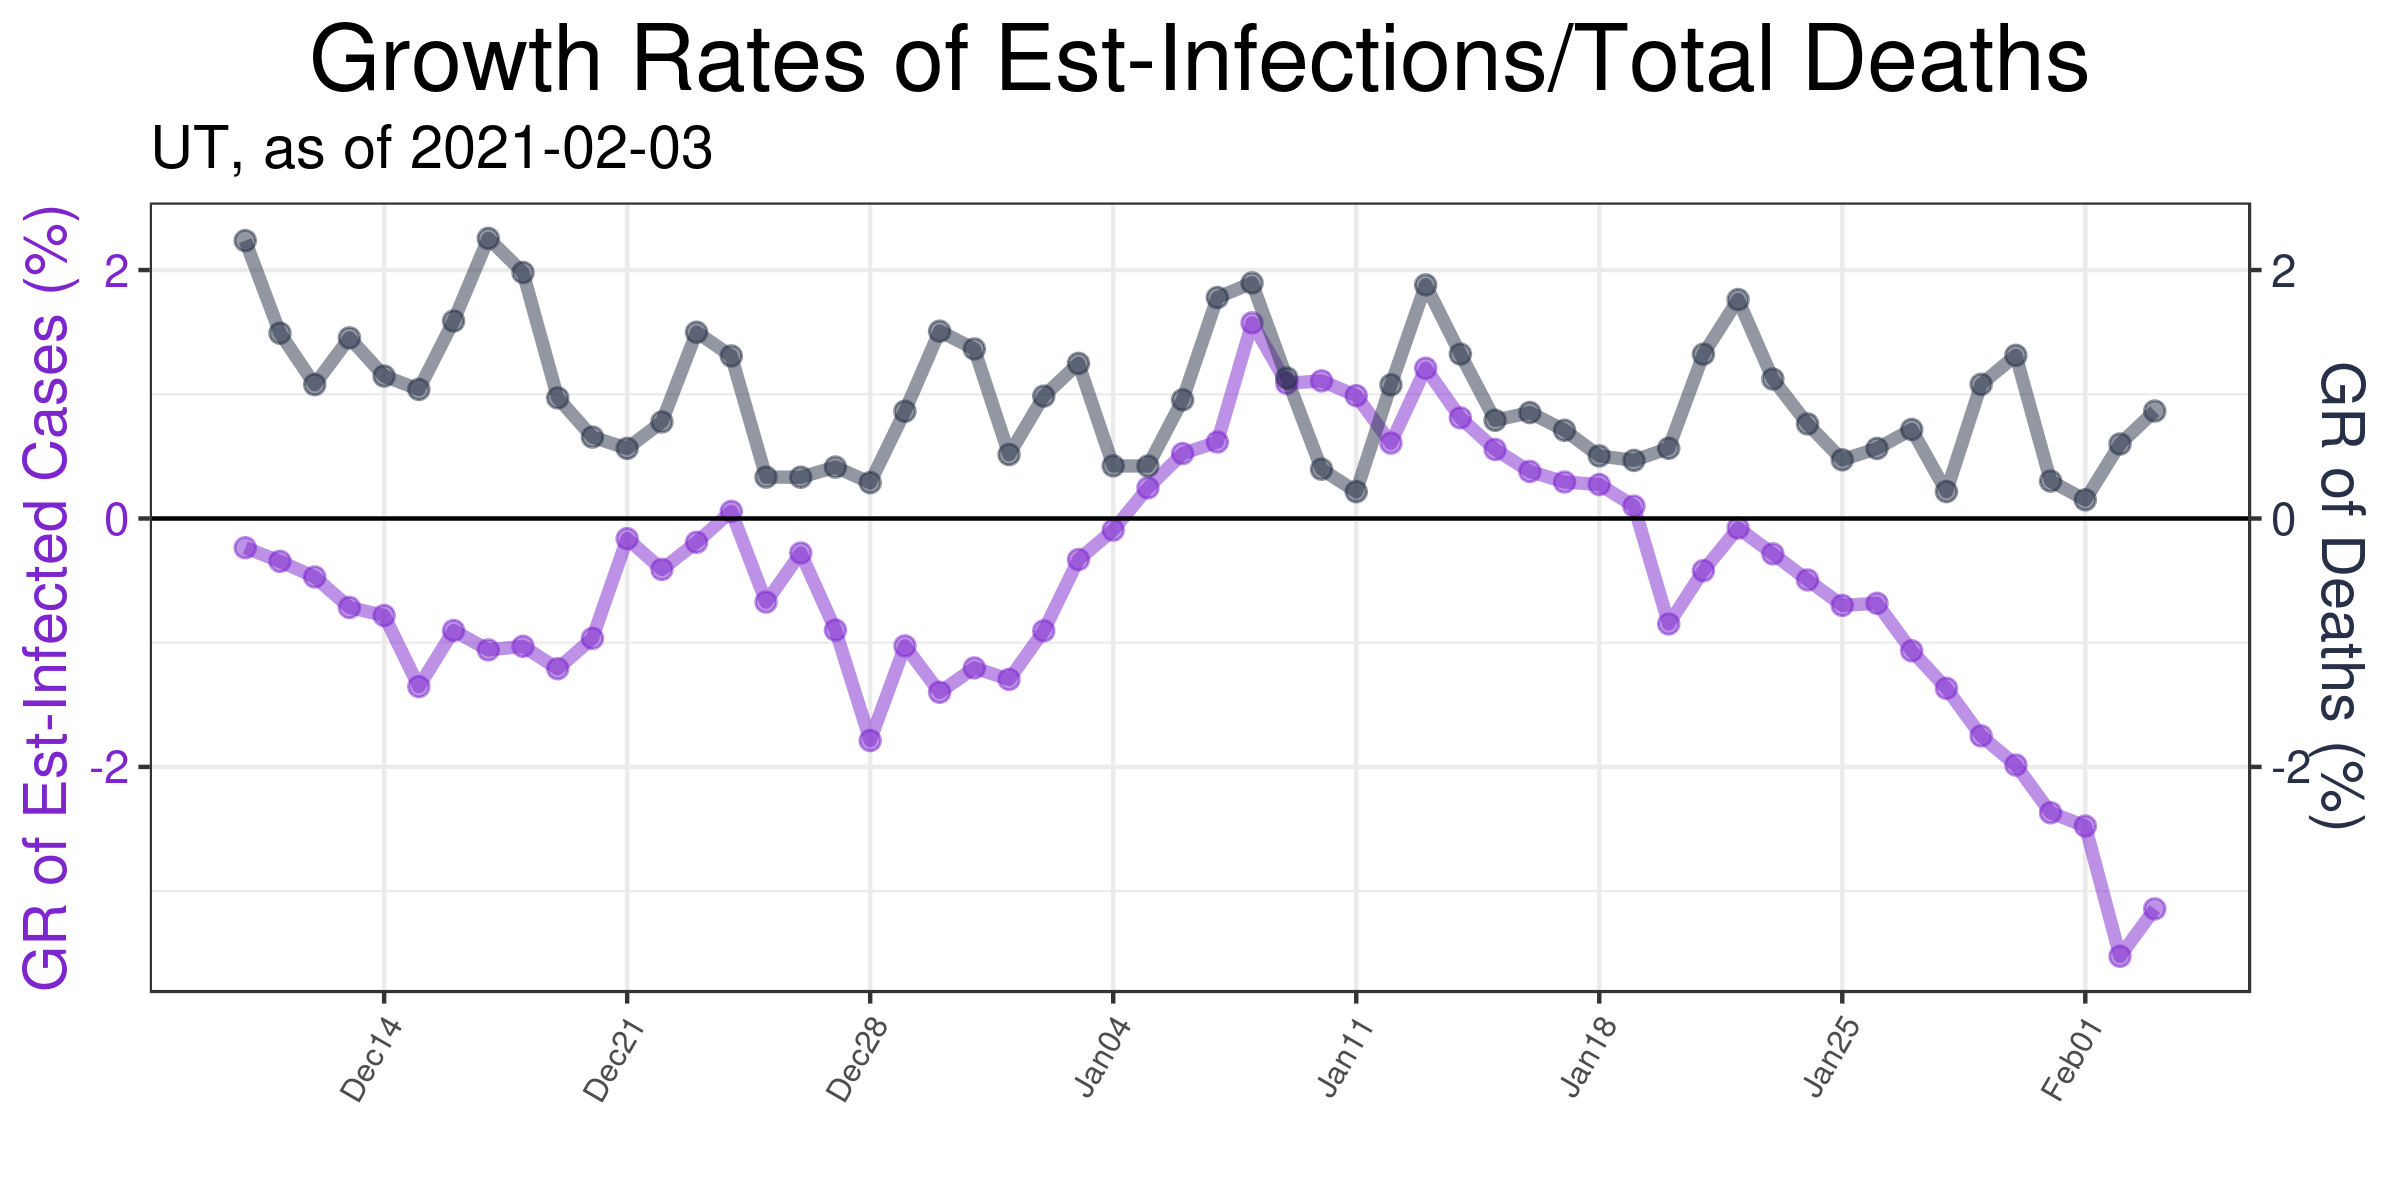 Growth Rates of Est-Infections/Total Deaths
UT, as of 2021-02-03
GR of Est-Infected Cases (%)
2
0
-2
2
0
-2
GR of Deaths (%)
Dec14
Dec21
Dec28
Jan04
Jan11
Jan18
Jan25
Feb01